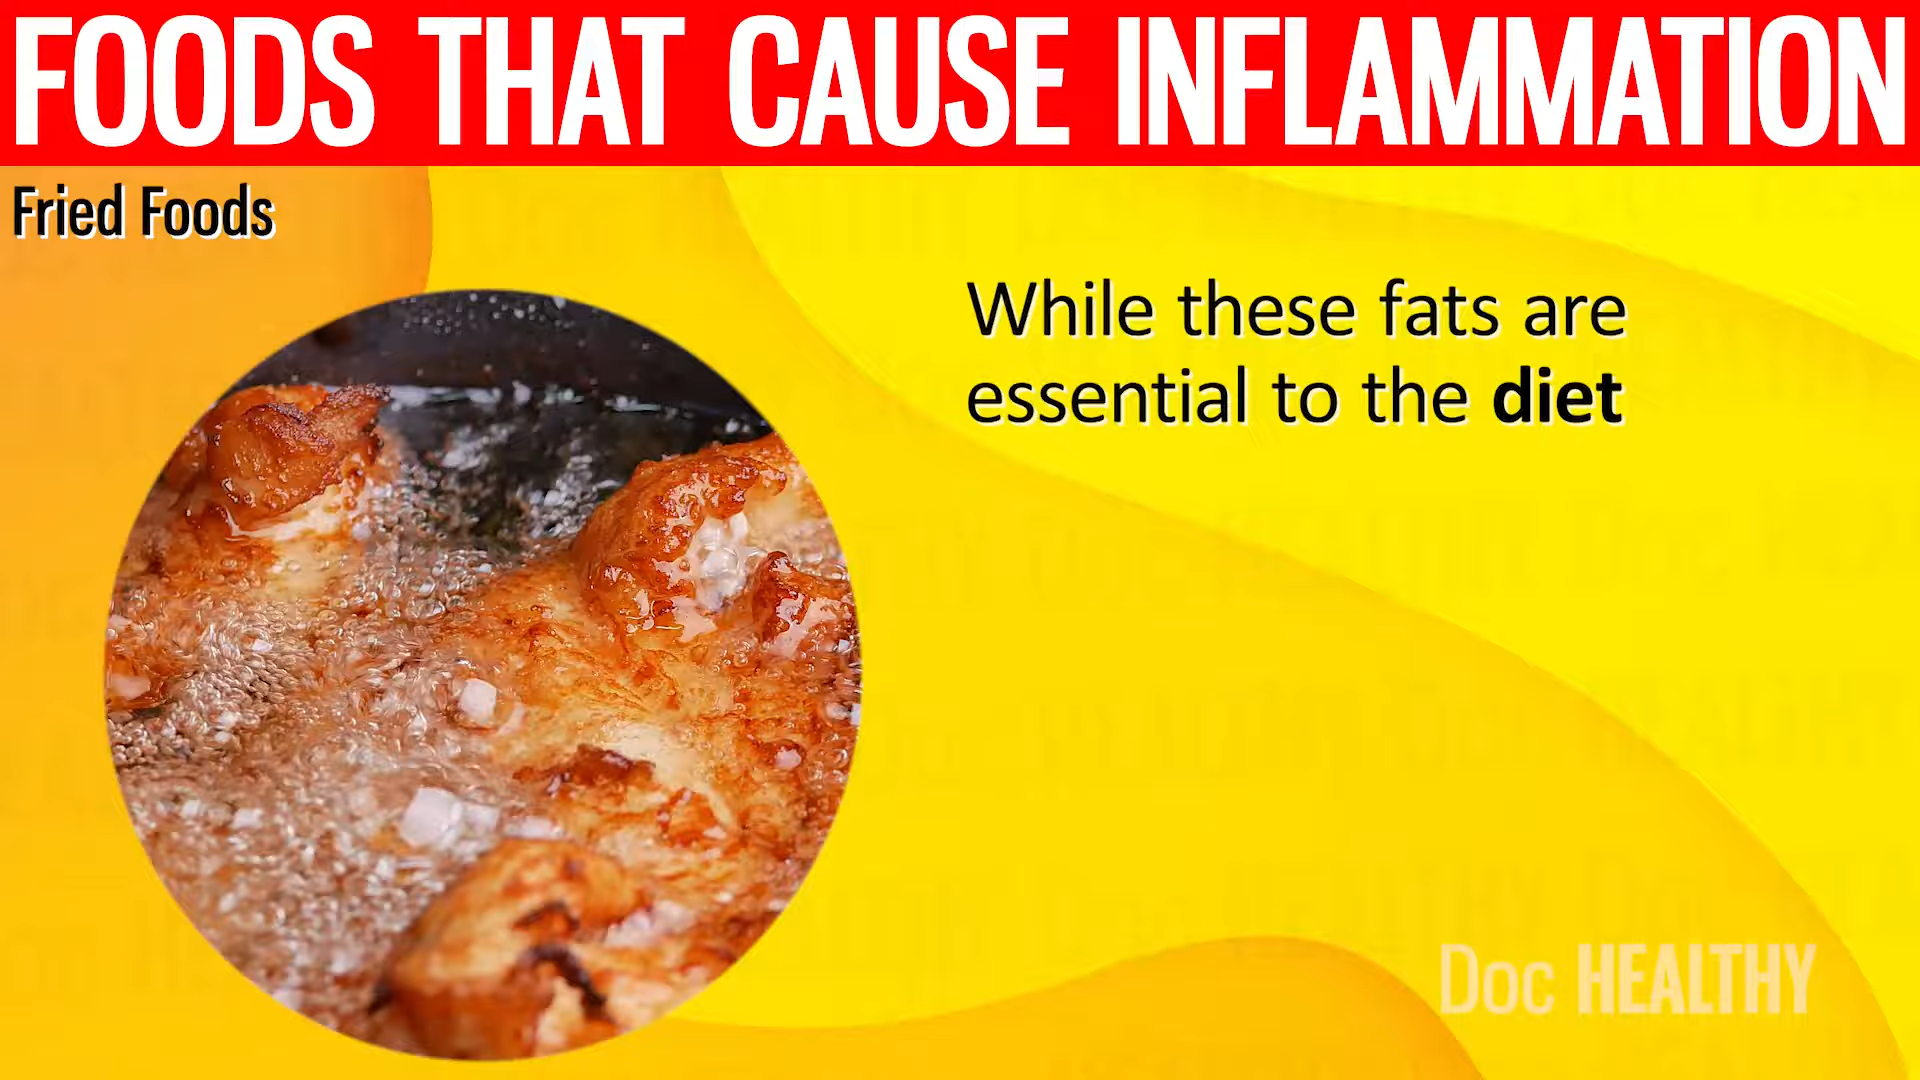 FOODS THAT CAUSE INFLAMMATION
Fried Foods
While these fats are
essential to the diet
Doc HEALTHY